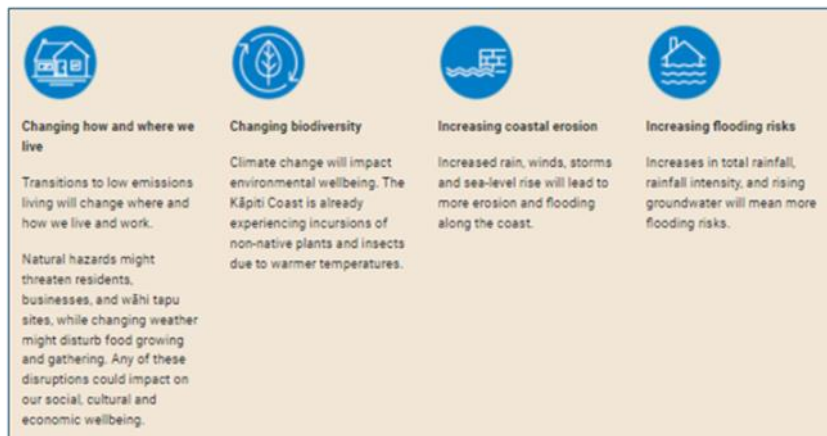 Changing how and where we
live
Transitions to low emissions
living will change where and
how we live and work.
Natural hazards might
threaten residents,
businesses, and wāhi tapu
sites, while changing weather
might disturb food growing
and gathering. Any of these
disruptions could impact on
our social, cultural and
economic wellbeing.
Changing biodiversity
Climate change will impact
environmental wellbeing. The
Kāpiti Coast is already
experiencing incursions of
non-native plants and insects
due to warmer temperatures.
Increasing coastal erosion
Increased rain, winds, storms
and sea-level rise will lead to
more erosion and flooding
along the coast.
Increasing flooding risks
Increases in total rainfall,
rainfall intensity, and rising
groundwater will mean more
flooding risks.